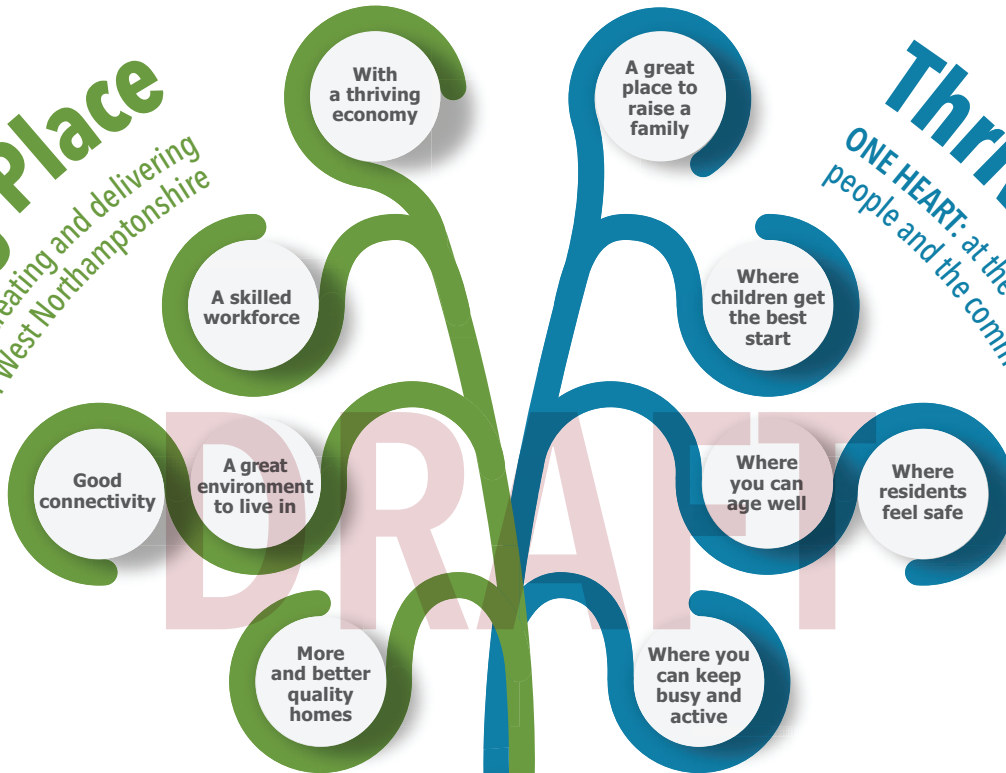 Place
and delivering
West Northamptonshire
Thri
ONE HEART: at the
people and the comm
With
a thriving
economy
A great
place to
raise a
family
A skilled
workforce
Where
children get
the best
start
Good
connectivity
A great
environment
to live in
Where
you can
age well
Where
residents
feel safe
DRAFT
More
and better
quality
homes
Where you
can keep
busy and
active